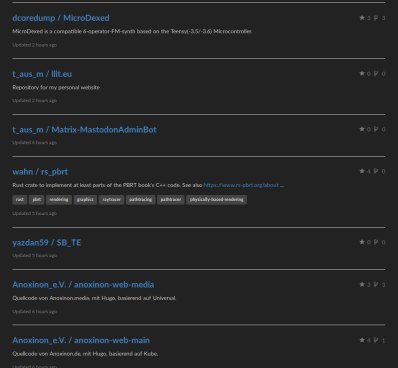 dcoredump / MicroDexed
3 3
MicroDexed is a compatible 6-operator-FM-synth based on the Teensy(-3.5/-3.6) Microcontroller.
Updated 2 hours ago
t_aus_m / llit.eu
0 0
Repository for my personal website
Updated 2 hours ago
t_aus_m / Matrix-MastodonAdminBot
0 0
Updated 4 hours ago
wahn / rs_pbrt
4 0
Rust crate to implement at least parts of the PBRT book's C++ code. See also https://www.rs-pbrt.org/about ...
rust pbrt rendering graphics raytracer pathtracing pathtracer physically-based-rendering
Updated 5 hours ago
yazdan59 / SB_TE
0 0
Updated 5 hours ago
Anoxinon_e.V. / anoxinon-web-media
3 3
Quellcode von Anoxinon.media, mit Hugo, basierend auf Universal.
Updated 6 hours ago
Anoxinon_e.V. / anoxinon-web-main
4 1
Quellcode von Anoxinon.de, mit Hugo, basierend auf Kube.
Updated 6 hours ago